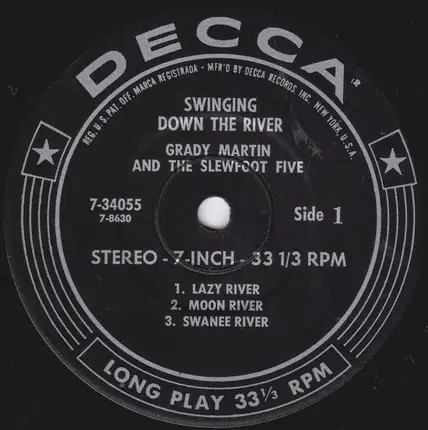 DECCA ®
REG. U.S. PAT. OFF. MARCA REGISTRADA • MFR'D BY DECCA RECORDS, INC., NEW YORK, U.S.A.
SWINGING
DOWN THE RIVER
GRADY MARTIN
AND THE SLEWFOOT FIVE
7-34055
7-8630
Side 1
STEREO - 7-INCH - 33 1/3 RPM
1. LAZY RIVER
2. MOON RIVER
3. SWANEE RIVER
LONG PLAY 33⅓ RPM